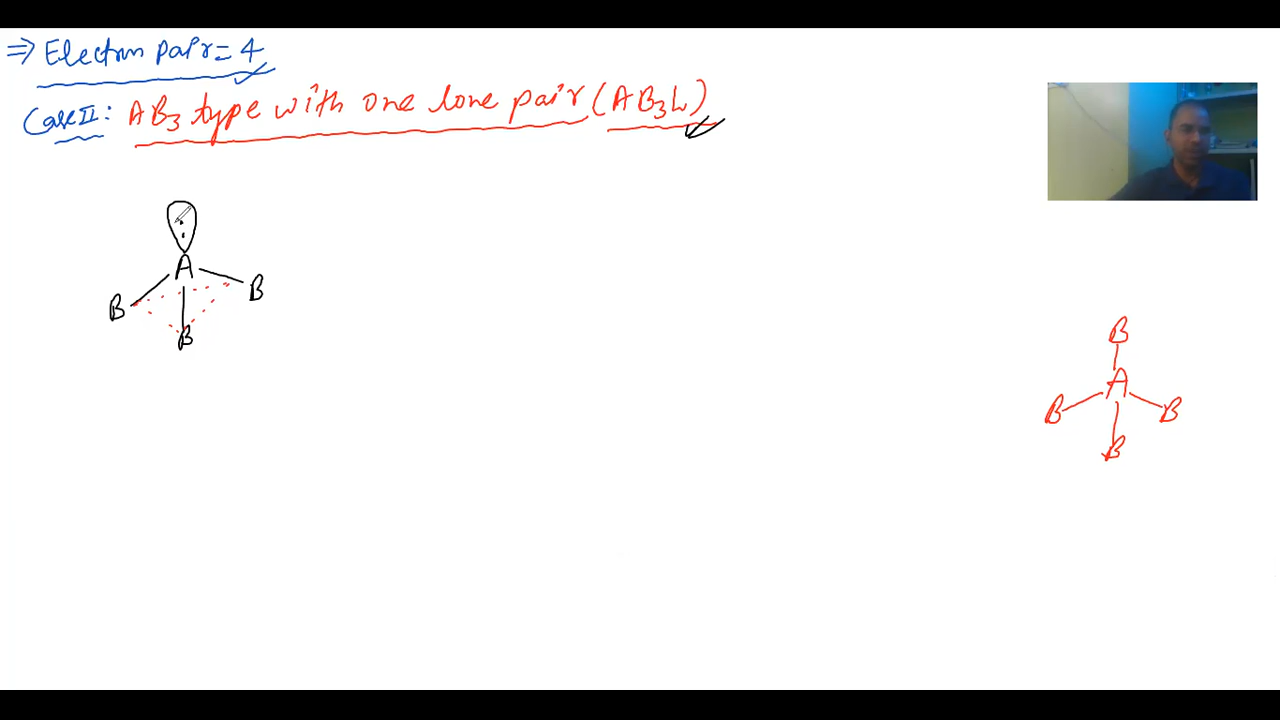 ⇒ Electron pair = 4
Case II: AB₃ type with one lone pair (AB₃L)
A
B B
B
B
A
B B
B